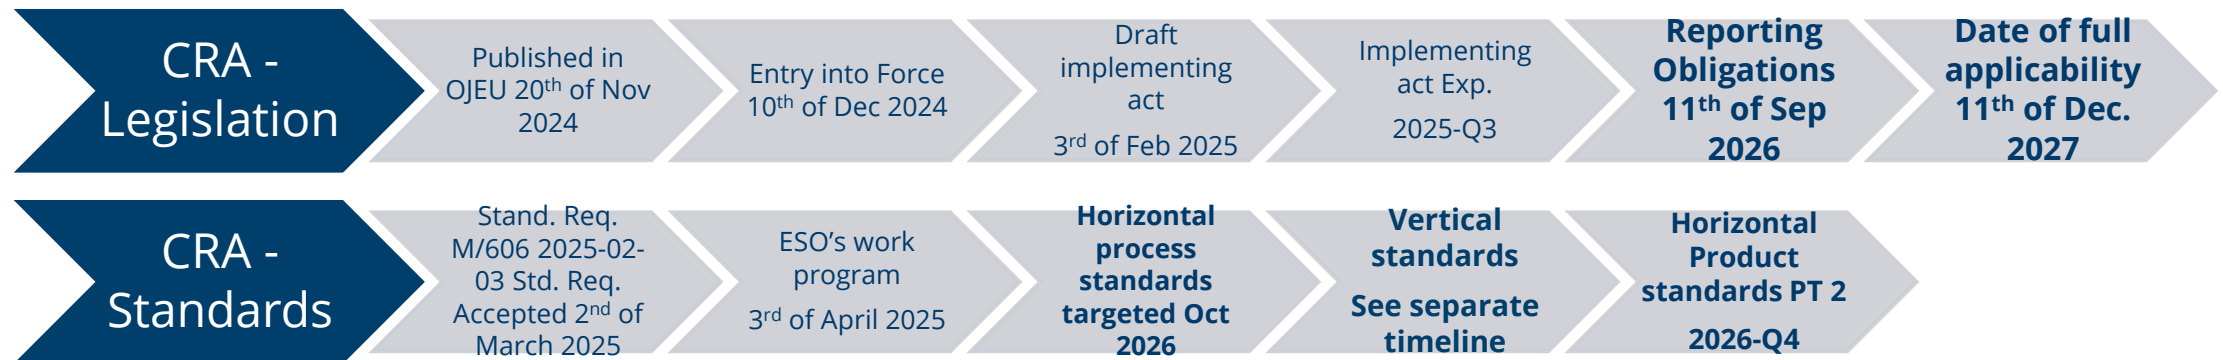 CRA -
Legislation
Published in
OJEU 20th of Nov
2024
Entry into Force
10th of Dec 2024
Draft
implementing
act
3rd of Feb 2025
Implementing
act Exp.
2025-Q3
Reporting
Obligations
11th of Sep
2026
Date of full
applicability
11th of Dec.
2027
CRA -
Standards
Stand. Req.
M/606 2025-02-
03 Std. Req.
Accepted 2nd of
March 2025
ESO’s work
program
3rd of April 2025
Horizontal
process
standards
targeted Oct
2026
Vertical
standards
See separate
timeline
Horizontal
Product
standards PT 2
2026-Q4